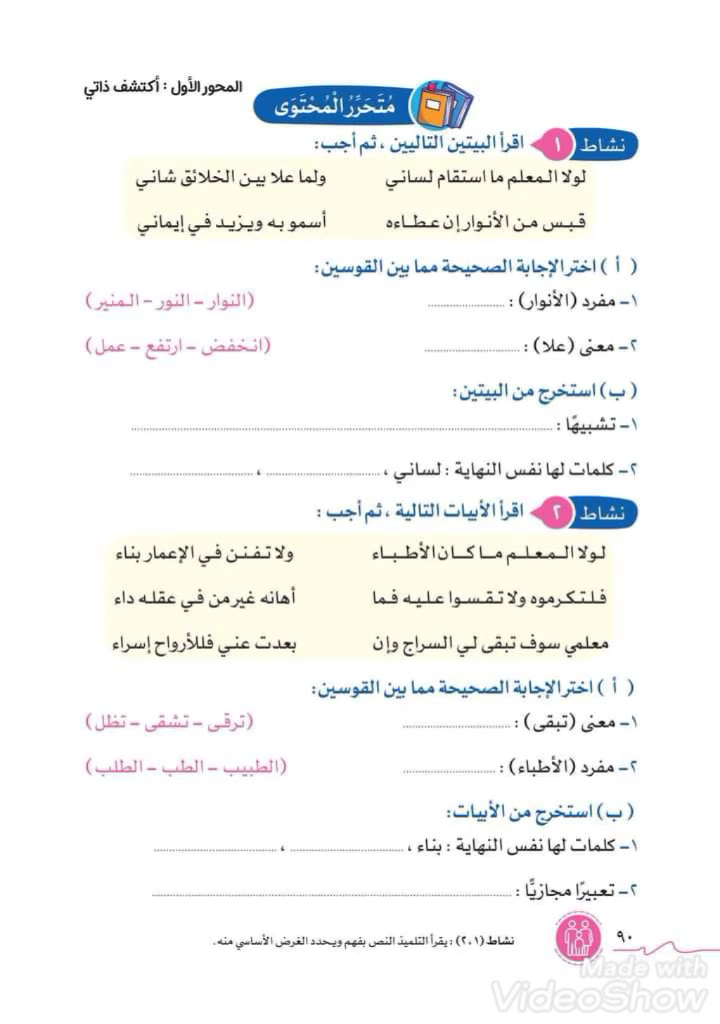 المحور الأول : أكتشف ذاتي
مُتَحَرِّرُ الْمُحْتَوَى
نشاط ١ اقرأ البيتين التاليين ، ثم أجب:
لولا المعلم ما استقام لساني ولما علا بين الخلائق شاني
قبس من الأنوار إن عطاءه أسمو به ويزيد في إيماني
( أ ) اختر الإجابة الصحيحة مما بين القوسين:
١- مفرد (الأنوار) : .................... (النوار – النور – المنير)
٢- معنى (علا) : .................... (انخفض – ارتفع – عمل)
(ب) استخرج من البيتين:
١- تشبيهًا : ....................
٢- كلمات لها نفس النهاية : لساني ، .................... ، ....................
نشاط ٢ اقرأ الأبيات التالية ، ثم أجب :
لولا المعلم ما كان الأطباء ولا تفنن في الإعمار بناء
فلتكرموه ولا تقسوا عليه فما أهانه غير من في عقله داء
معلمي سوف تبقى لي السراج وإن بعدت عني فللأرواح إسراء
( أ ) اختر الإجابة الصحيحة مما بين القوسين:
١- معنى (تبقى) : .................... (ترقى – تشقى – تظل)
٢- مفرد (الأطباء) : .................... (الطبيب – الطب – الطلب)
(ب) استخرج من الأبيات:
١- كلمات لها نفس النهاية : بناء ، .................... ، ....................
٢- تعبيرًا مجازيًّا : ....................
٩٠
نشاط (١ ، ٢) : يقرأ التلميذ النص بفهم ويحدد الغرض الأساسي منه .
Made with
VideoShow